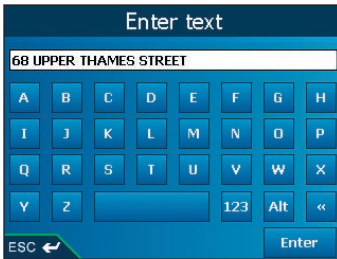 Enter text
68 UPPER THAMES STREET
A B C D E F G H
I J K L M N O P
Q R S T U V W X
Y Z 123 Alt «
ESC Enter